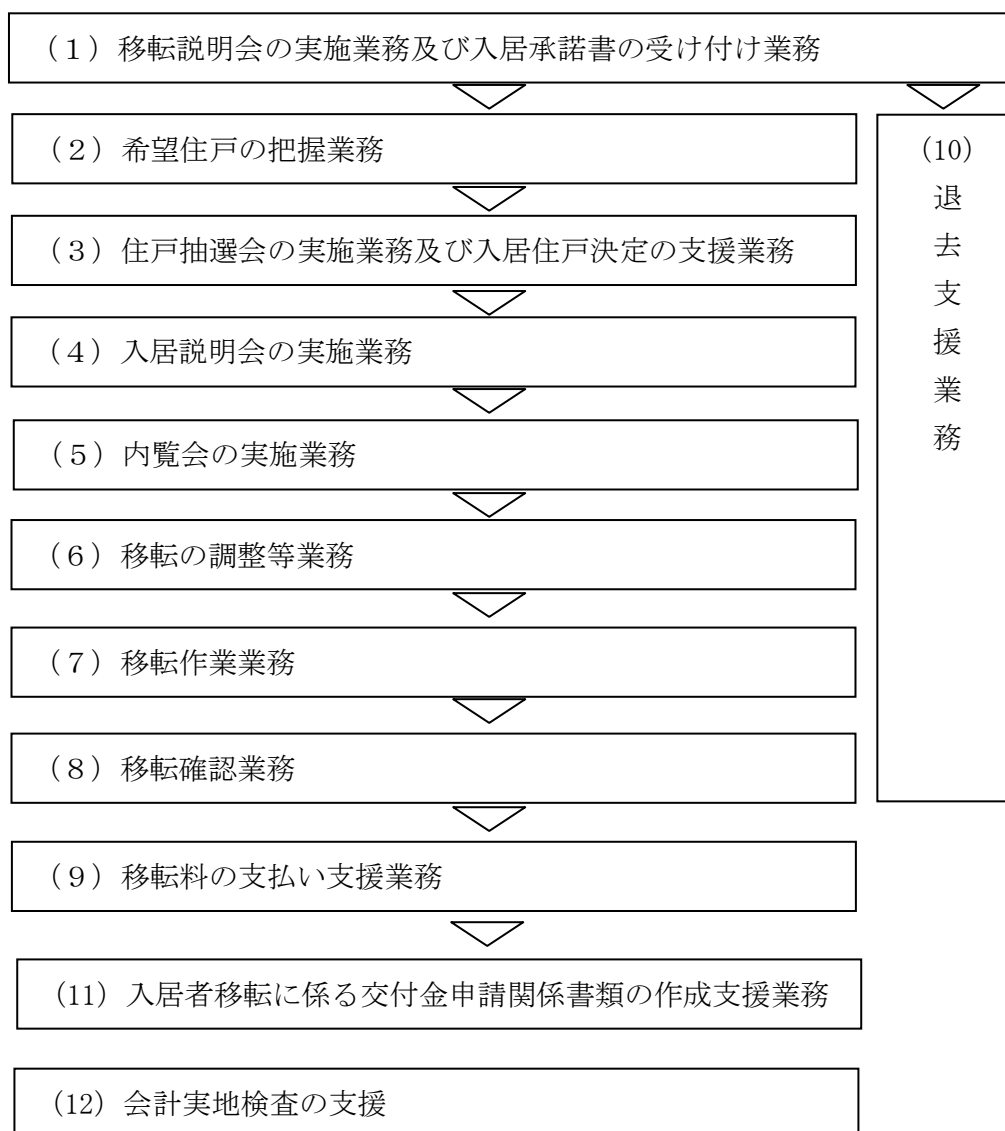 （１）移転説明会の実施業務及び入居承諾書の受け付け業務
（２）希望住戸の把握業務
（３）住戸抽選会の実施業務及び入居住戸決定の支援業務
（４）入居説明会の実施業務
（５）内覧会の実施業務
（６）移転の調整等業務
（７）移転作業業務
（８）移転確認業務
（９）移転料の支払い支援業務
(10)
退
去
支
援
業
務
(11) 入居者移転に係る交付金申請関係書類の作成支援業務
(12) 会計実地検査の支援